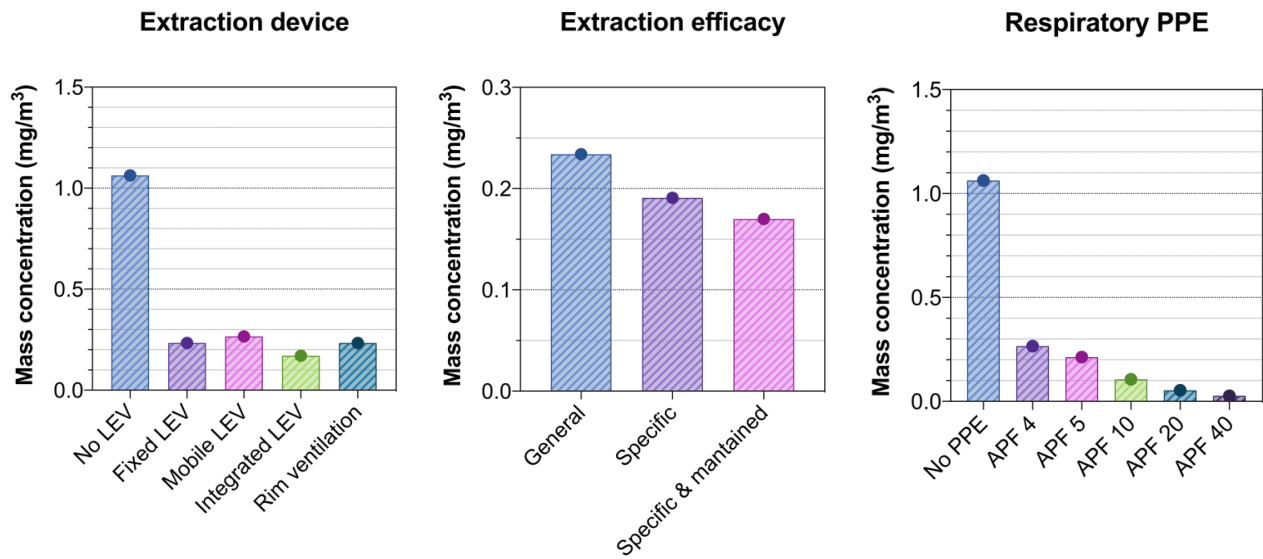 Extraction device
Mass concentration (mg/m³)
1.5
1.0
0.5
0.0
No LEV
Fixed LEV
Mobile LEV
Integrated LEV
Rim ventilation
Extraction efficacy
Mass concentration (mg/m³)
0.3
0.2
0.1
0.0
General
Specific
Specific & mantained
Respiratory PPE
Mass concentration (mg/m³)
1.5
1.0
0.5
0.0
No PPE
APF 4
APF 5
APF 10
APF 20
APF 40